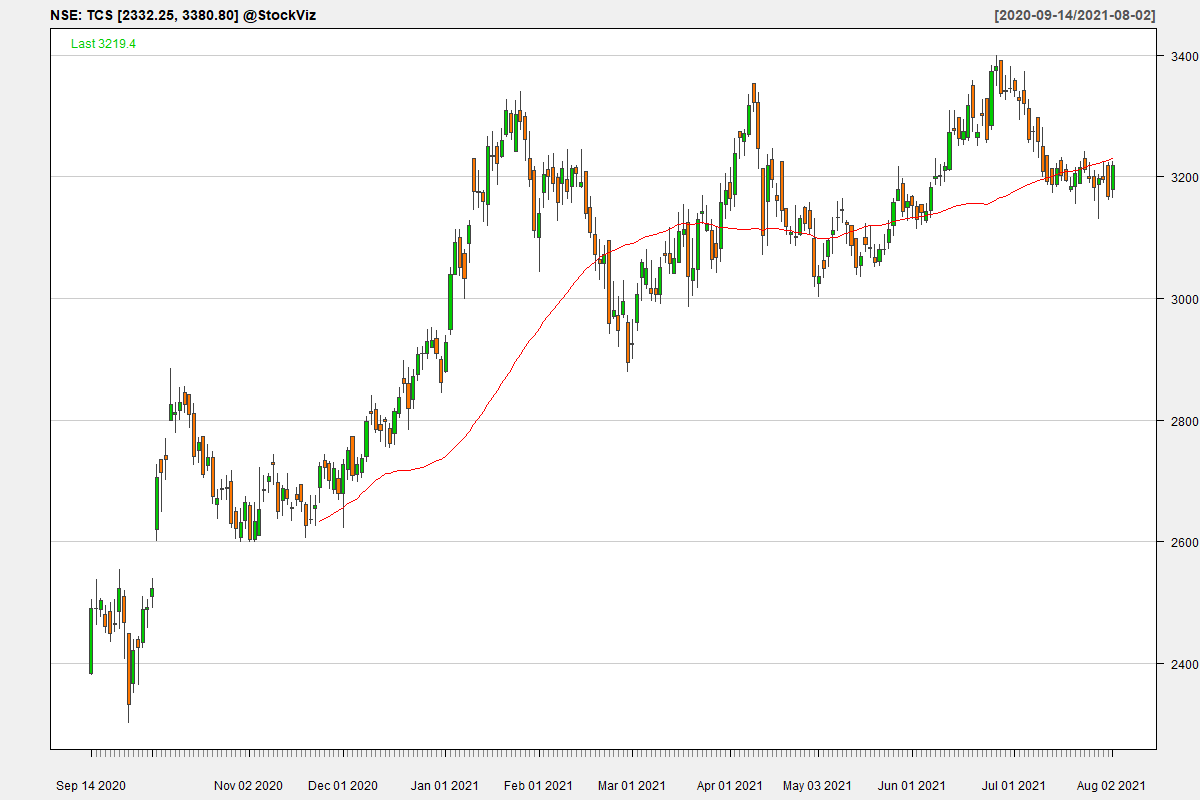 NSE: TCS [2332.25, 3380.80] @StockViz [2020-09-14/2021-08-02]
Last 3219.4
3400
3200
3000
2800
2600
2400
Sep 14 2020 Nov 02 2020 Dec 01 2020 Jan 01 2021 Feb 01 2021 Mar 01 2021 Apr 01 2021 May 03 2021 Jun 01 2021 Jul 01 2021 Aug 02 2021